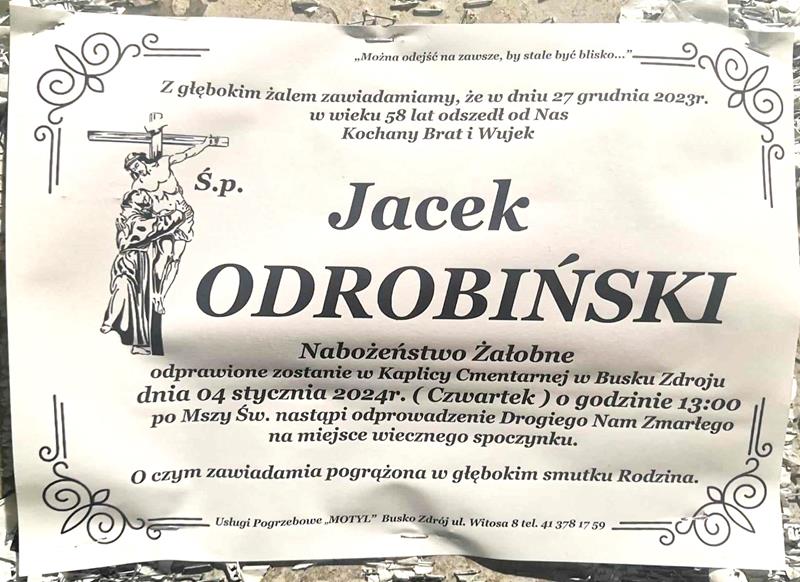 „Można odejść na zawsze, by stale być blisko..."
Z głębokim żalem zawiadamiamy, że w dniu 27 grudnia 2023r.
w wieku 58 lat odszedł od Nas
Kochany Brat i Wujek
Ś.p.
Jacek
ODROBIŃSKI
Nabożeństwo Żałobne
odprawione zostanie w Kaplicy Cmentarnej w Busku Zdroju
dnia 04 stycznia 2024r. ( Czwartek ) o godzinie 13:00
po Mszy Św. nastąpi odprowadzenie Drogiego Nam Zmarłego
na miejsce wiecznego spoczynku.
O czym zawiadamia pogrążona w głębokim smutku Rodzina.
Usługi Pogrzebowe „MOTYL" Busko Zdrój ul. Witosa 8 tel. 41 378 17 59